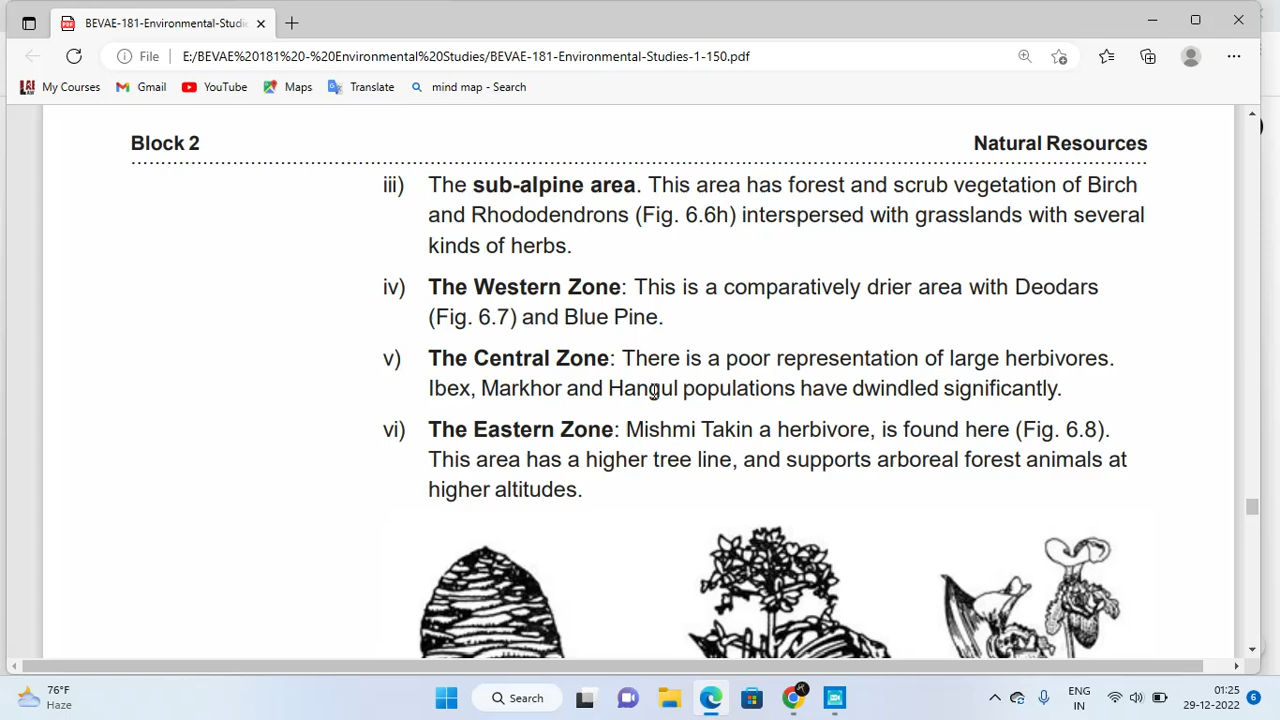 BEVAE-181-Environmental-Studie
File
E:/BEVAE%20181%20-%20Environmental%20Studies/BEVAE-181-Environmental-Studies-1-150.pdf
My Courses Gmail YouTube Maps Translate mind map - Search
Block 2 Natural Resources
iii) The sub-alpine area. This area has forest and scrub vegetation of Birch
and Rhododendrons (Fig. 6.6h) interspersed with grasslands with several
kinds of herbs.
iv) The Western Zone: This is a comparatively drier area with Deodars
(Fig. 6.7) and Blue Pine.
v) The Central Zone: There is a poor representation of large herbivores.
Ibex, Markhor and Hangul populations have dwindled significantly.
vi) The Eastern Zone: Mishmi Takin a herbivore, is found here (Fig. 6.8).
This area has a higher tree line, and supports arboreal forest animals at
higher altitudes.
76°F
Haze
Search
ENG
IN
01:25
29-12-2022
6